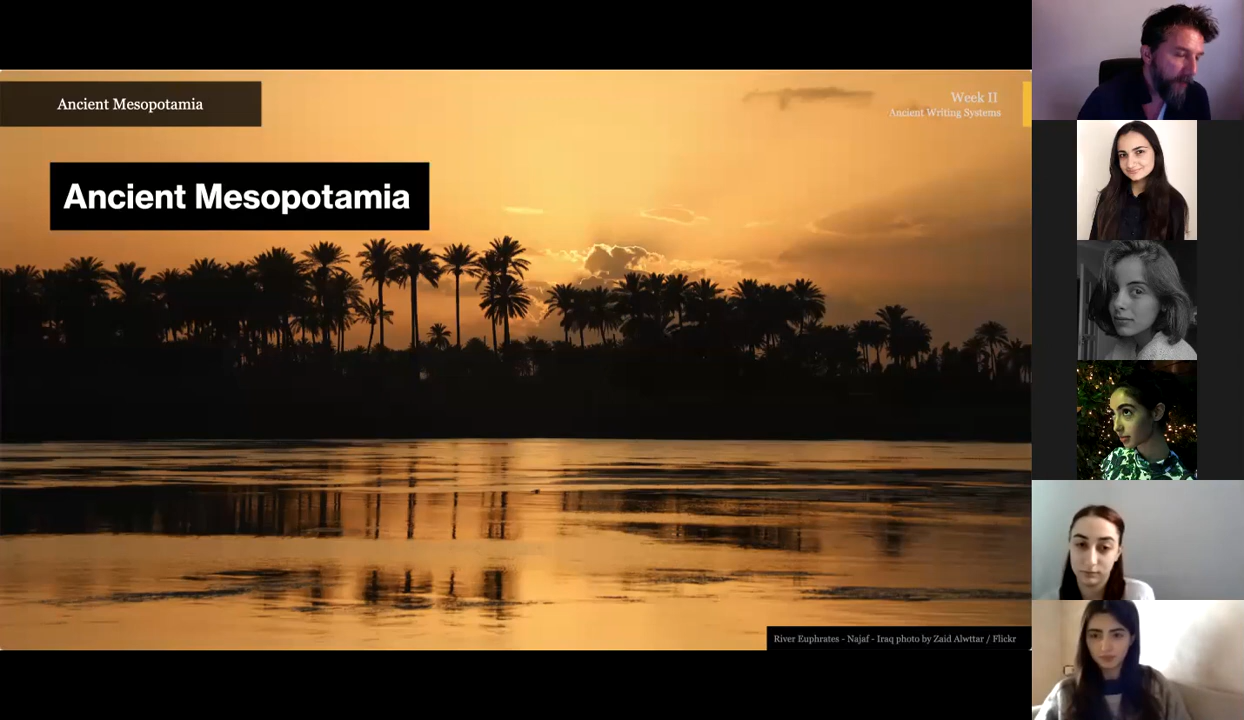 Ancient Mesopotamia
Week II
Ancient Writing Systems
Ancient Mesopotamia
River Euphrates - Najaf - Iraq photo by Zaid Alwttar / Flickr